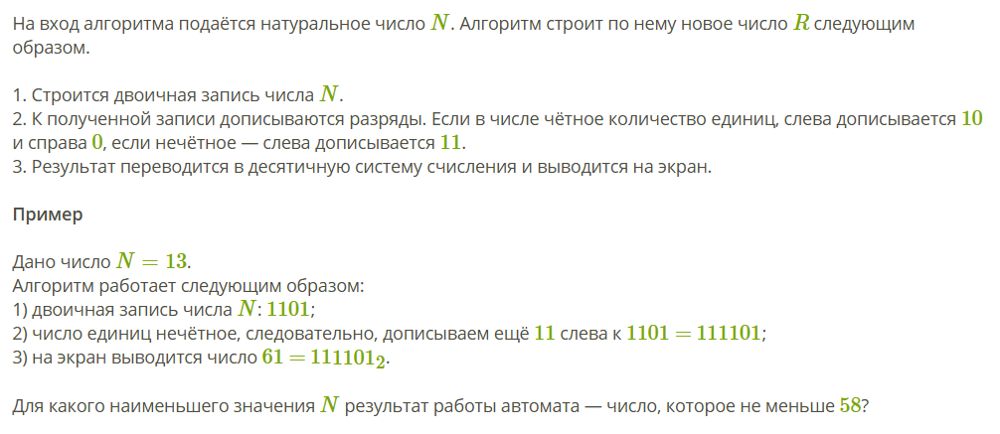 На вход алгоритма подаётся натуральное число N. Алгоритм строит по нему новое число R следующим
образом.
1. Строится двоичная запись числа N.
2. К полученной записи дописываются разряды. Если в числе чётное количество единиц, слева дописывается 10
и справа 0, если нечётное — слева дописывается 11.
3. Результат переводится в десятичную систему счисления и выводится на экран.
Пример
Дано число N = 13.
Алгоритм работает следующим образом:
1) двоичная запись числа N: 1101;
2) число единиц нечётное, следовательно, дописываем ещё 11 слева к 1101 = 111101;
3) на экран выводится число 61 = 111101₂.
Для какого наименьшего значения N результат работы автомата — число, которое не меньше 58?